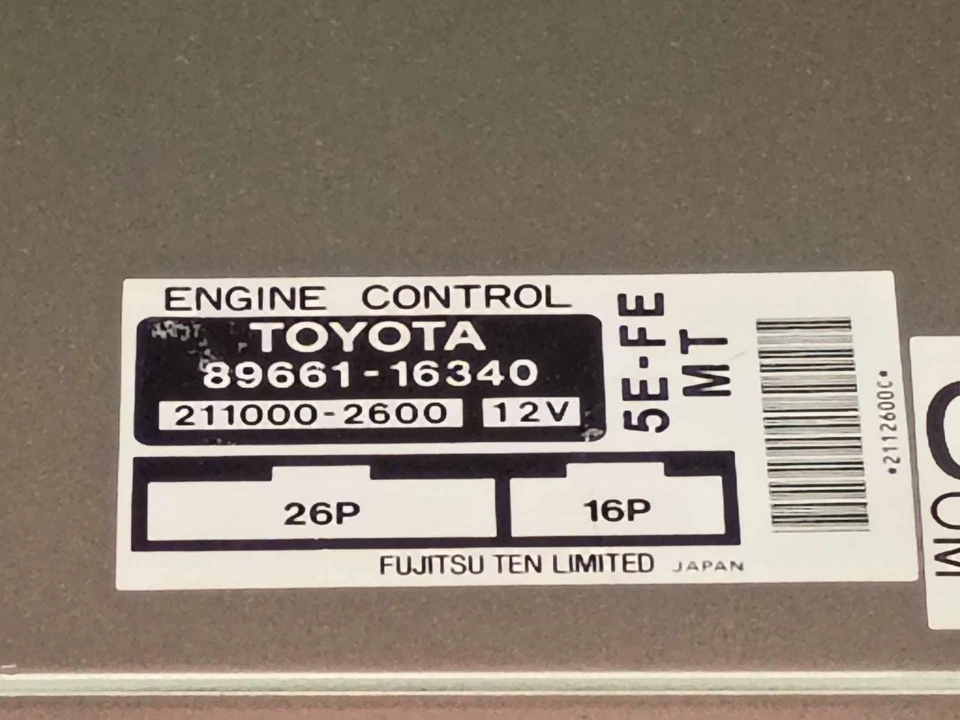 ENGINE CONTROL
TOYOTA
89661-16340
211000-2600 12V
5E-FE
MT
26P 16P
FUJITSU TEN LIMITED JAPAN
*2112600C*